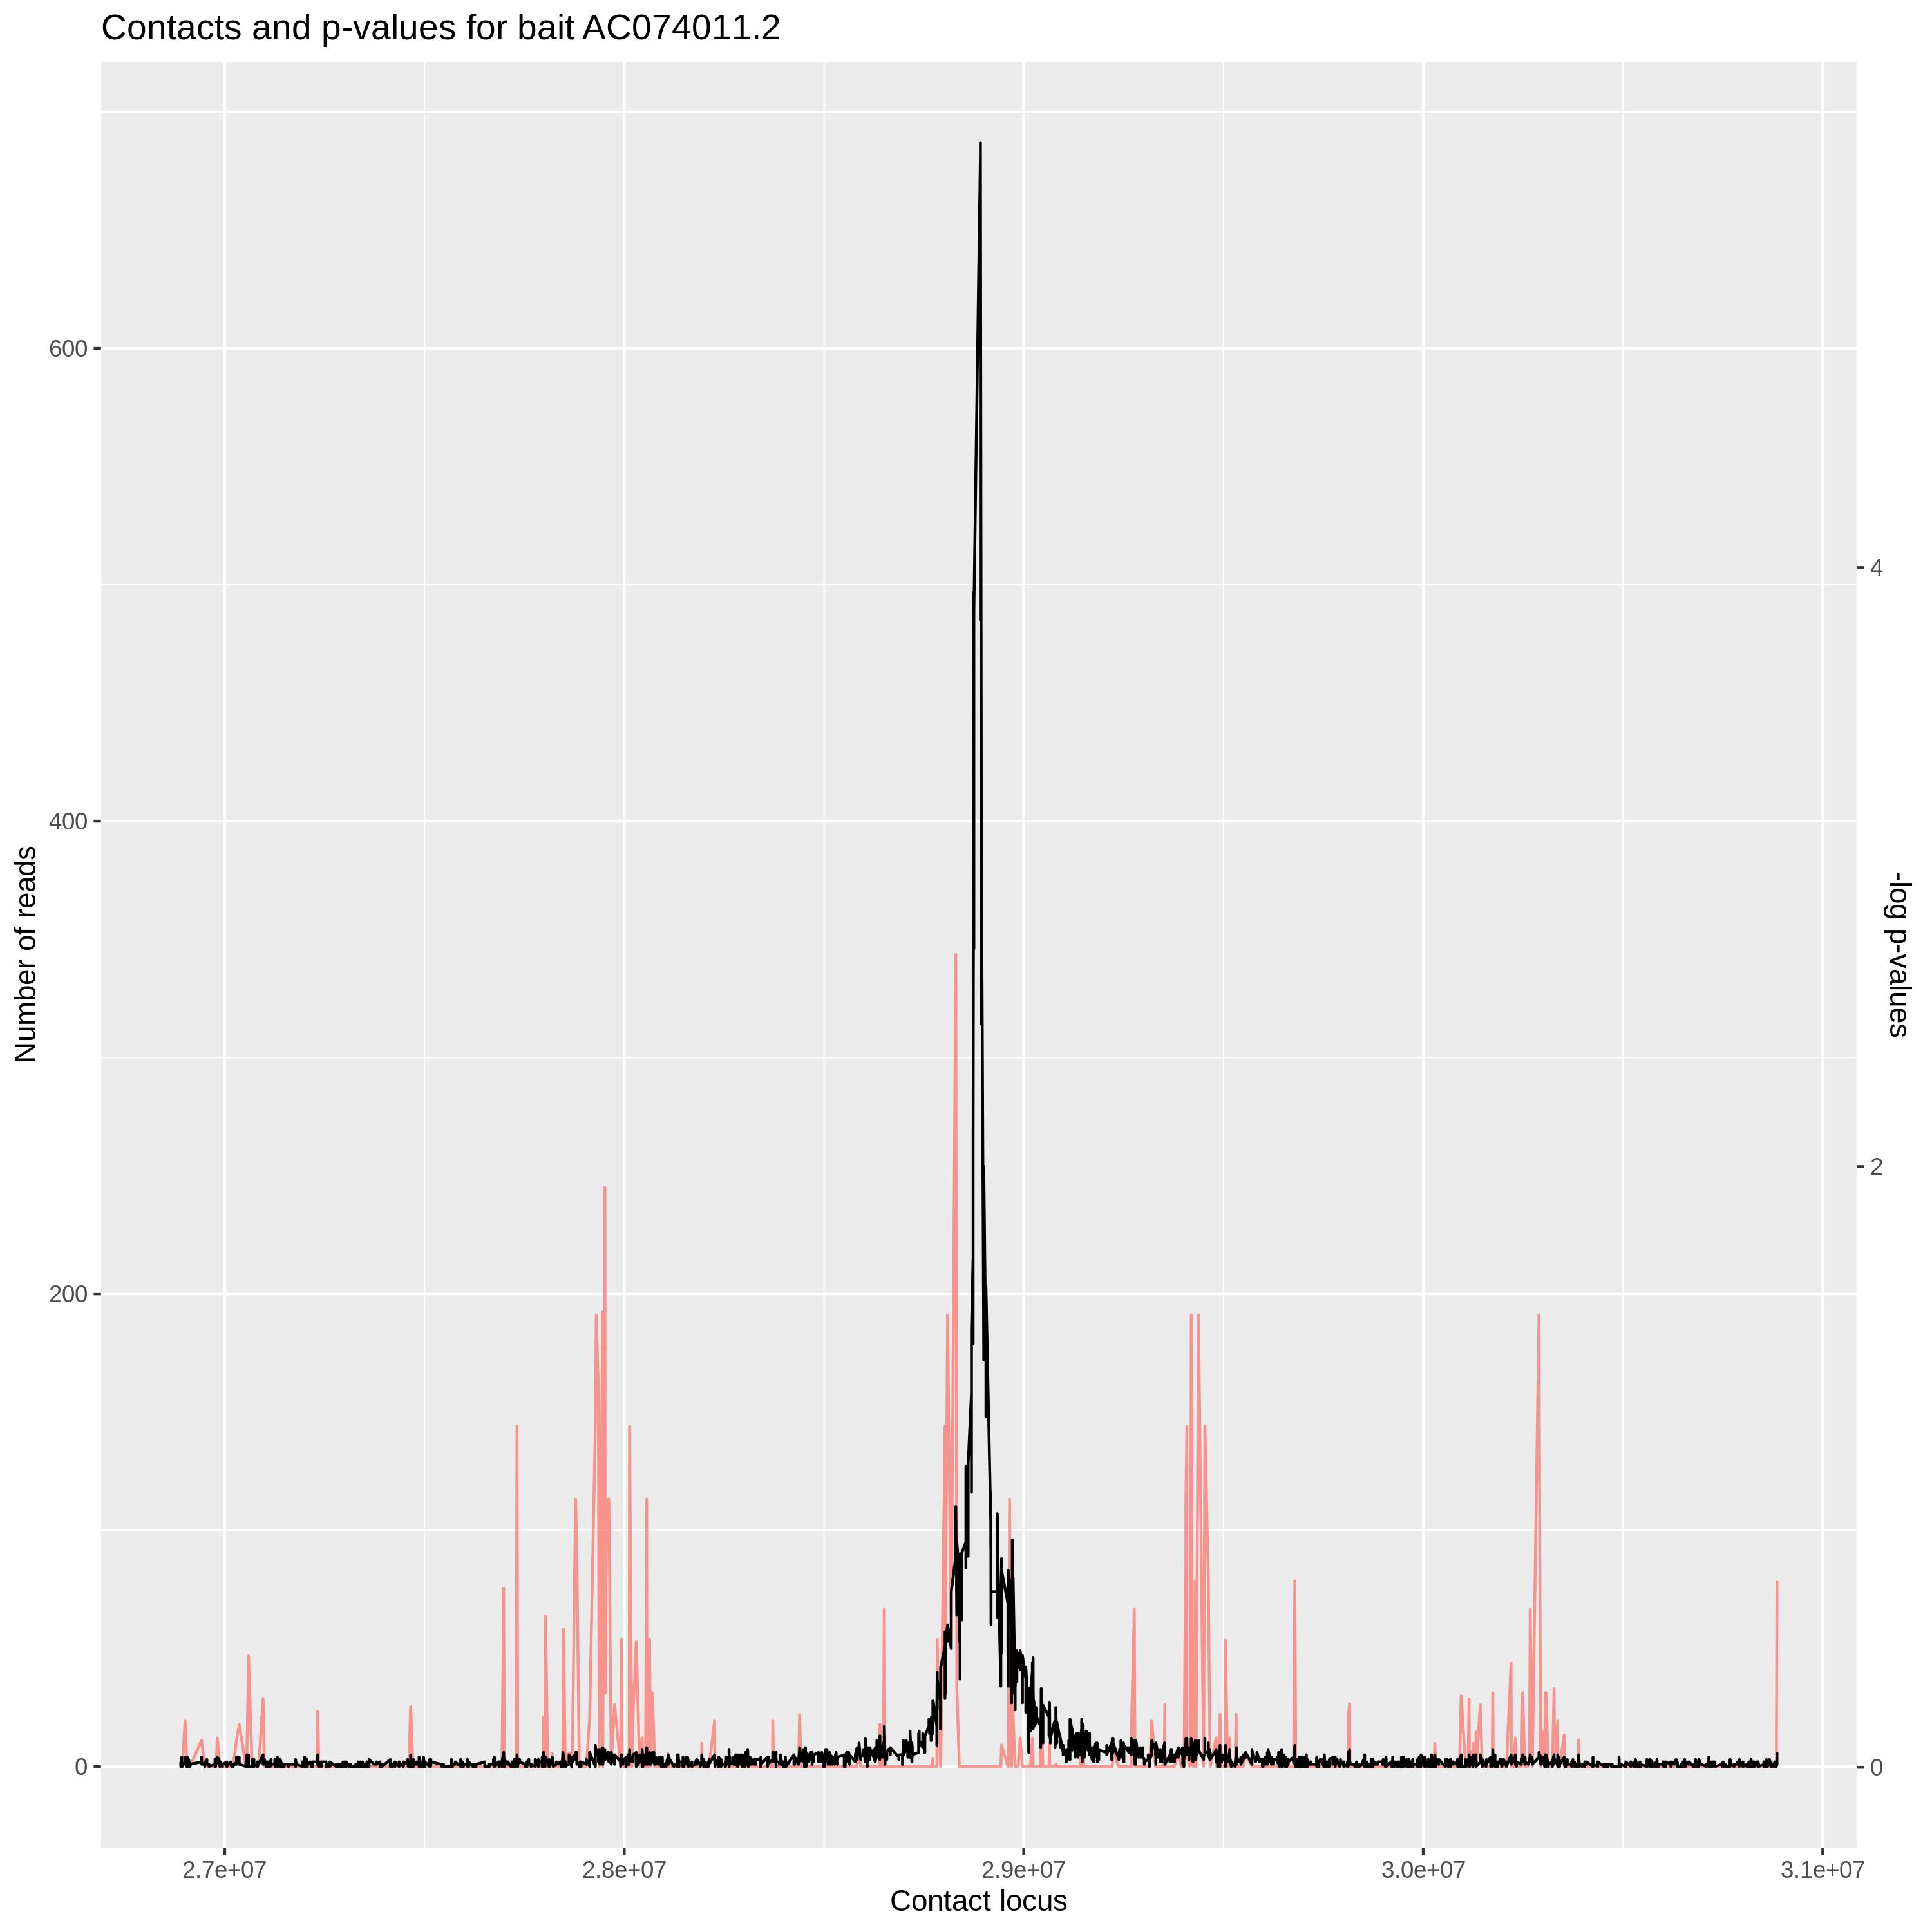 Contacts and p-values for bait AC074011.2
600
400
200
0
Number of reads
4
2
0
-log p-values
2.7e+07 2.8e+07 2.9e+07 3.0e+07 3.1e+07
Contact locus